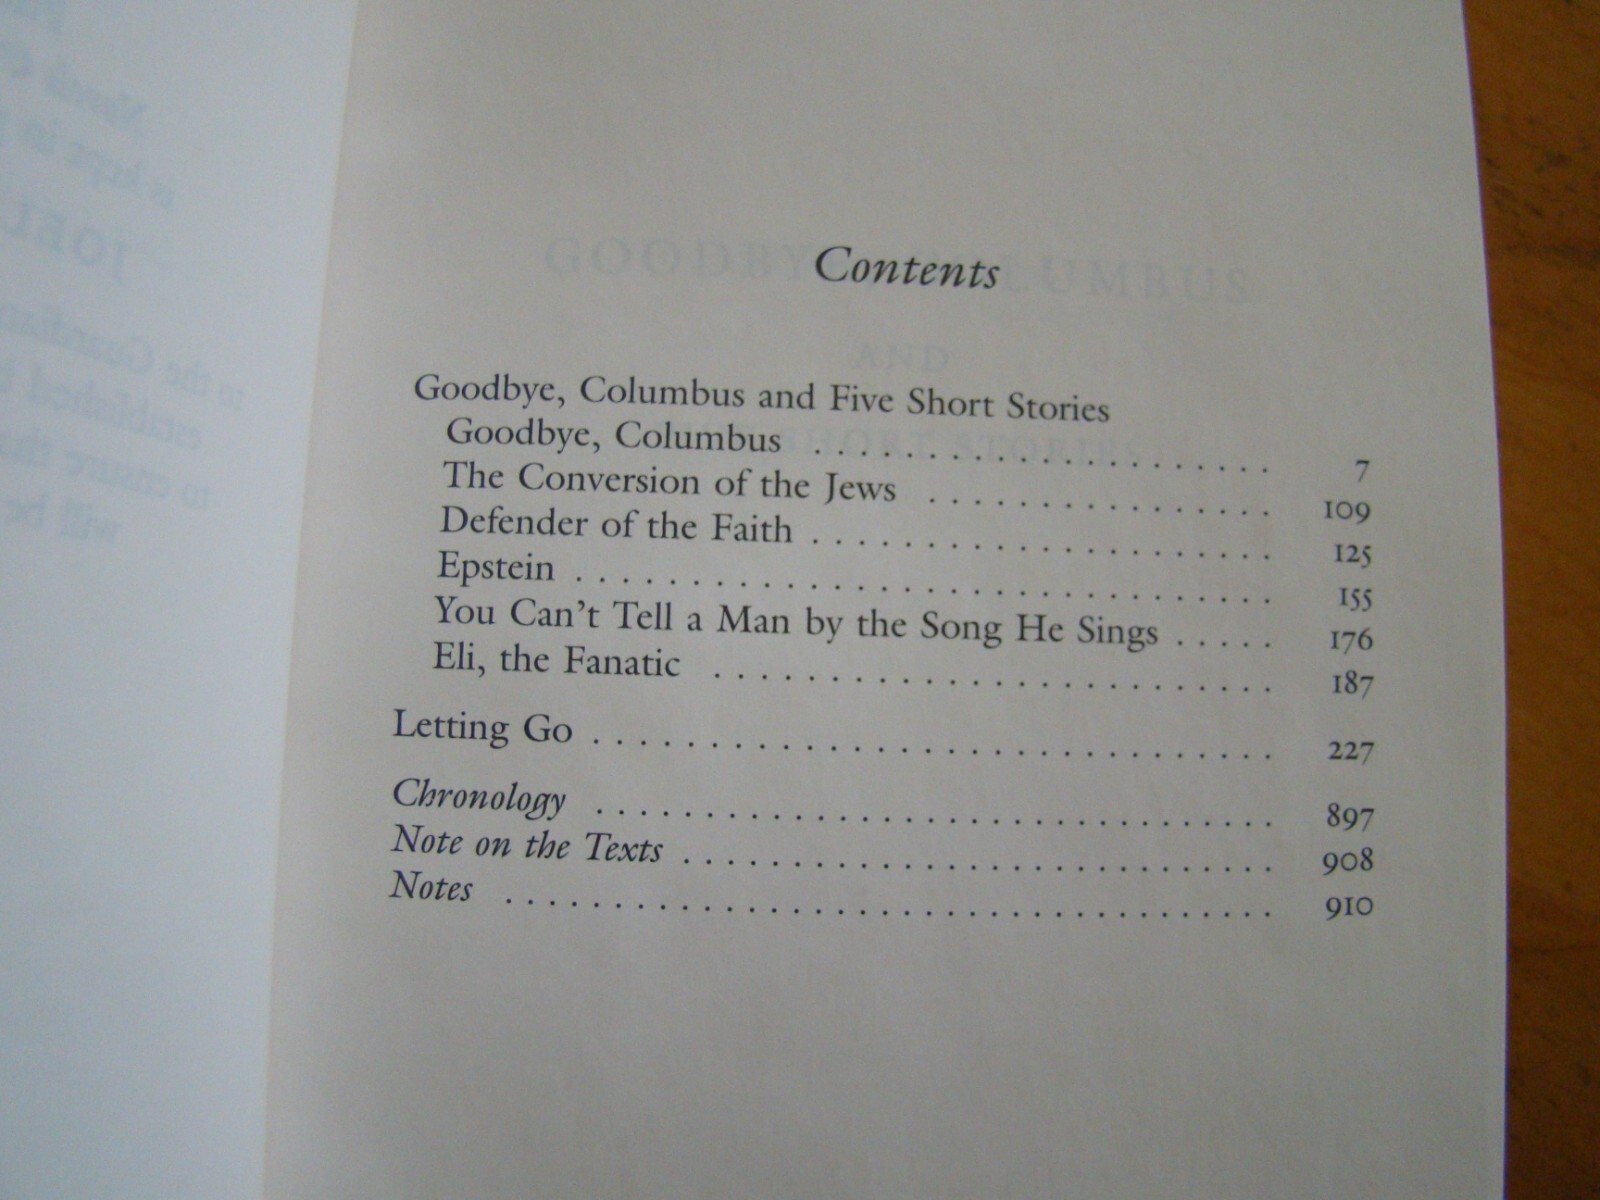 Contents
Goodbye, Columbus and Five Short Stories
Goodbye, Columbus . . . . . . . . . . . . . . . . . . . . 7
The Conversion of the Jews . . . . . . . . . . . . . . . 109
Defender of the Faith . . . . . . . . . . . . . . . . . . . . 125
Epstein . . . . . . . . . . . . . . . . . . . . . . . . . . . . . . 155
You Can't Tell a Man by the Song He Sings . . . . . 176
Eli, the Fanatic . . . . . . . . . . . . . . . . . . . . . . . . 187
Letting Go . . . . . . . . . . . . . . . . . . . . . . . . . . . . . 227
Chronology . . . . . . . . . . . . . . . . . . . . . . . . . . . . . 897
Note on the Texts . . . . . . . . . . . . . . . . . . . . . . . . . 908
Notes . . . . . . . . . . . . . . . . . . . . . . . . . . . . . . . . . 910